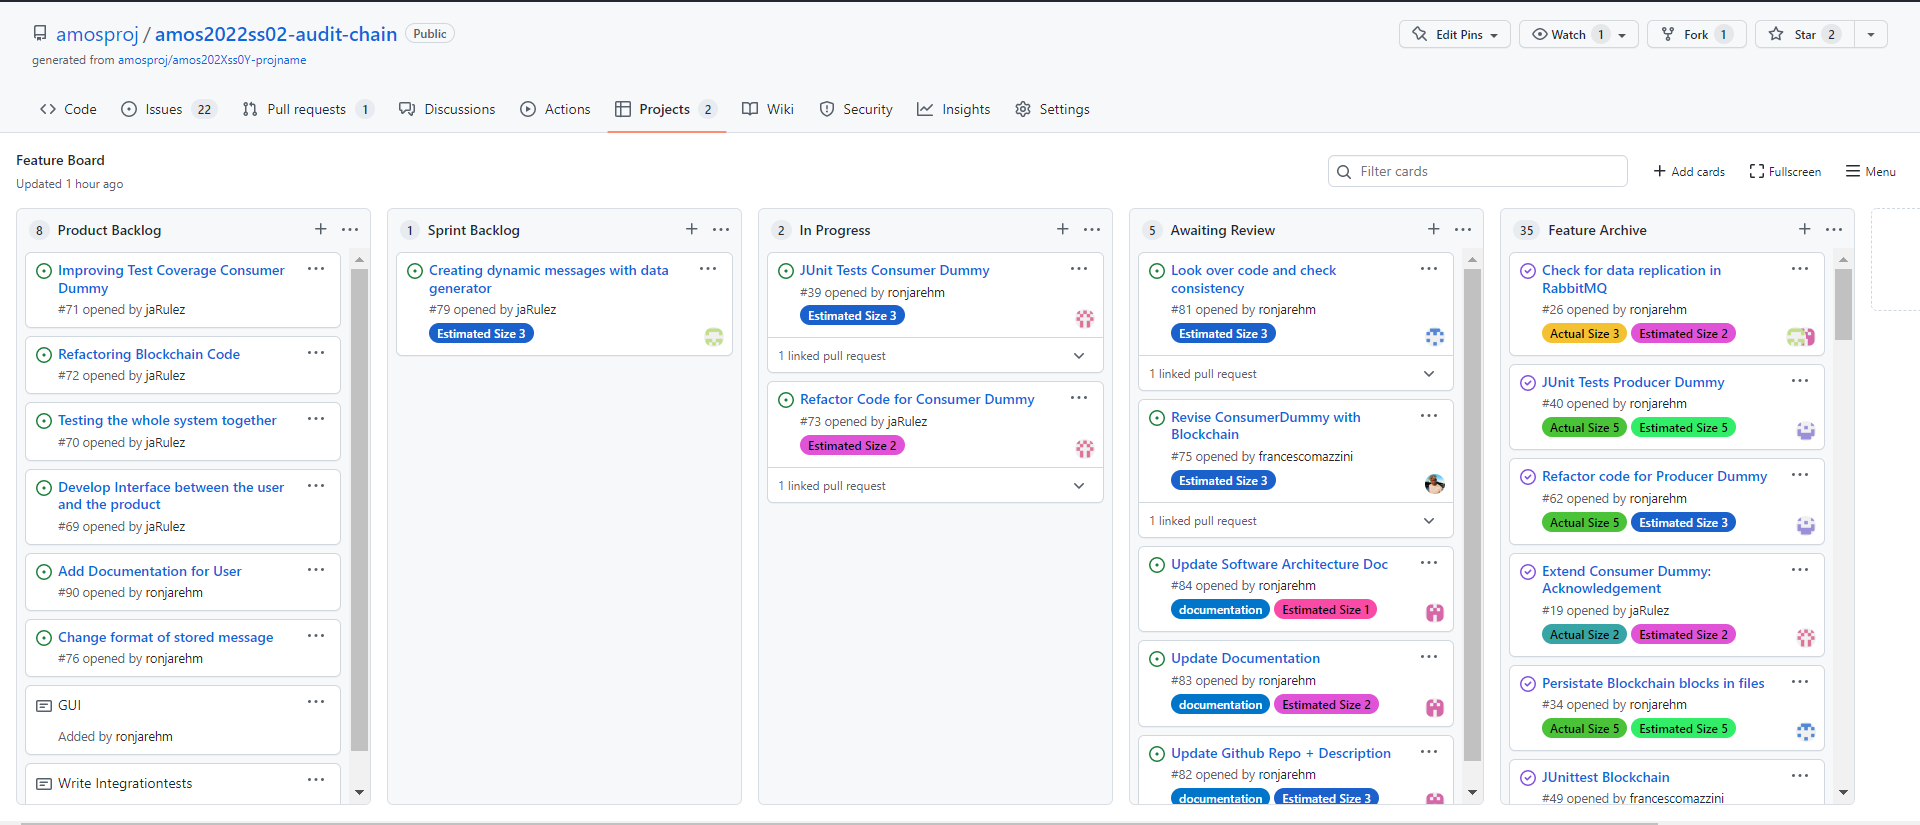 amosproj / amos2022ss02-audit-chain Public
Edit Pins Watch 1 Fork 1 Star 2
generated from amosproj/amos202Xss0Y-projname
Code Issues 22 Pull requests 1 Discussions Actions Projects 2 Wiki Security Insights Settings
Feature Board
Updated 1 hour ago
Filter cards
Add cards Fullscreen Menu
8 Product Backlog
Improving Test Coverage Consumer
Dummy
#71 opened by jaRulez
Refactoring Blockchain Code
#72 opened by jaRulez
Testing the whole system together
#70 opened by jaRulez
Develop Interface between the user
and the product
#69 opened by jaRulez
Add Documentation for User
#90 opened by ronjarehm
Change format of stored message
#76 opened by ronjarehm
GUI
Added by ronjarehm
Write Integrationtests
1 Sprint Backlog
Creating dynamic messages with data
generator
#79 opened by jaRulez
Estimated Size 3
2 In Progress
JUnit Tests Consumer Dummy
#39 opened by ronjarehm
Estimated Size 3
1 linked pull request
Refactor Code for Consumer Dummy
#73 opened by jaRulez
Estimated Size 2
1 linked pull request
5 Awaiting Review
Look over code and check
consistency
#81 opened by ronjarehm
Estimated Size 3
1 linked pull request
Revise ConsumerDummy with
Blockchain
#75 opened by francescomazzini
Estimated Size 3
1 linked pull request
Update Software Architecture Doc
#84 opened by ronjarehm
documentation Estimated Size 1
Update Documentation
#83 opened by ronjarehm
documentation Estimated Size 2
Update Github Repo + Description
#82 opened by ronjarehm
documentation Estimated Size 3
35 Feature Archive
Check for data replication in
RabbitMQ
#26 opened by ronjarehm
Actual Size 3 Estimated Size 2
JUnit Tests Producer Dummy
#40 opened by ronjarehm
Actual Size 5 Estimated Size 5
Refactor code for Producer Dummy
#62 opened by ronjarehm
Actual Size 5 Estimated Size 3
Extend Consumer Dummy:
Acknowledgement
#19 opened by jaRulez
Actual Size 2 Estimated Size 2
Persistate Blockchain blocks in files
#34 opened by ronjarehm
Actual Size 5 Estimated Size 5
JUnittest Blockchain
#49 opened by francescomazzini